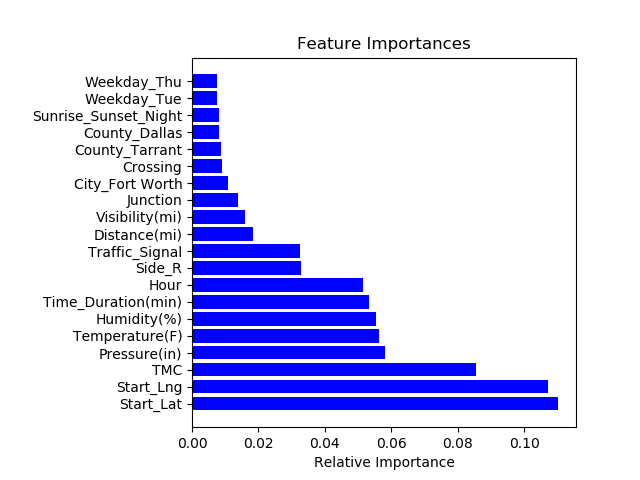 Feature Importances
Weekday_Thu
Weekday_Tue
Sunrise_Sunset_Night
County_Dallas
County_Tarrant
Crossing
City_Fort Worth
Junction
Visibility(mi)
Distance(mi)
Traffic_Signal
Side_R
Hour
Time_Duration(min)
Humidity(%)
Temperature(F)
Pressure(in)
TMC
Start_Lng
Start_Lat
0.00 0.02 0.04 0.06 0.08 0.10
Relative Importance